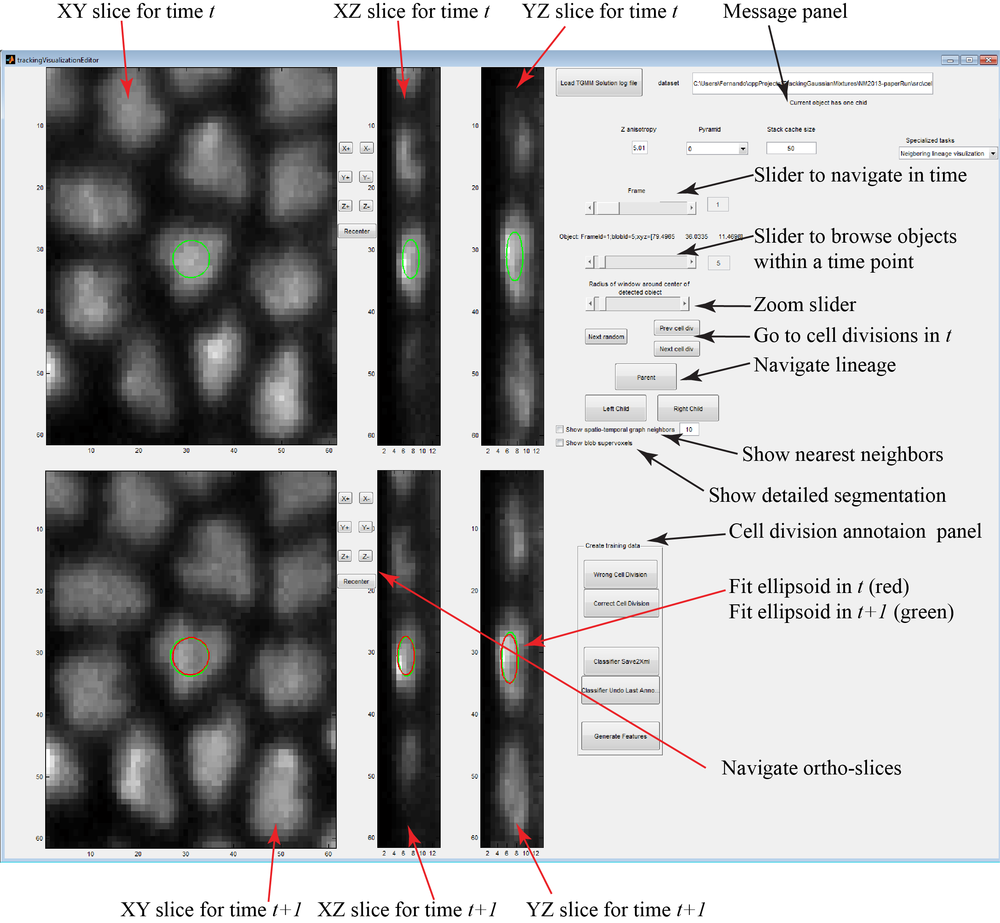 XY slice for time t
XZ slice for time t
YZ slice for time t
Message panel
trackingVisualizationEditor
Load TGMM Solution log file
dataset
C:\Users\Fernando\cppProjects\TrackingGaussianMixtures\NM2013-paperRun\src\cel
Current object has one chid
Z anisotropy
Pyramid
Stack cache size
5.01
0
50
Specialized tasks
Neighboring lineage visulization
Slider to navigate in time
Frame
1
Object: FrameId=1;blobId=5;xyz=[79.4965 36.0335 11.4698]
Slider to browse objects
within a time point
5
Radius of window around center of
detected object
Zoom slider
Next random
Prev cell div
Next cell div
Go to cell divisions in t
Navigate lineage
Parent
Left Child
Right Child
Show spatio-temporal graph neighbors
10
Show blob supervoxels
Show nearest neighbors
Show detailed segmentation
X+ X-
Y+ Y-
Z+ Z-
Recenter
10
20
30
40
50
60
10 20 30 40 50 60
10
20
30
40
50
60
2 4 6 8 10 12
10
20
30
40
50
60
2 4 6 8 10 12
X+ X-
Y+ Y-
Z+ Z-
Recenter
10
20
30
40
50
60
10 20 30 40 50 60
20
30
40
50
60
2 4 6 8 10 12
10
20
30
40
50
60
2 4 6 8 10 12
Cell division annotaion panel
Create training data
Wrong Cell Division
Correct Cell Division
Classifier Save2Xml
Classifier Undo Last Anno...
Generate Features
Fit ellipsoid in t (red)
Fit ellipsoid in t+1 (green)
Navigate ortho-slices
XY slice for time t+1
XZ slice for time t+1
YZ slice for time t+1